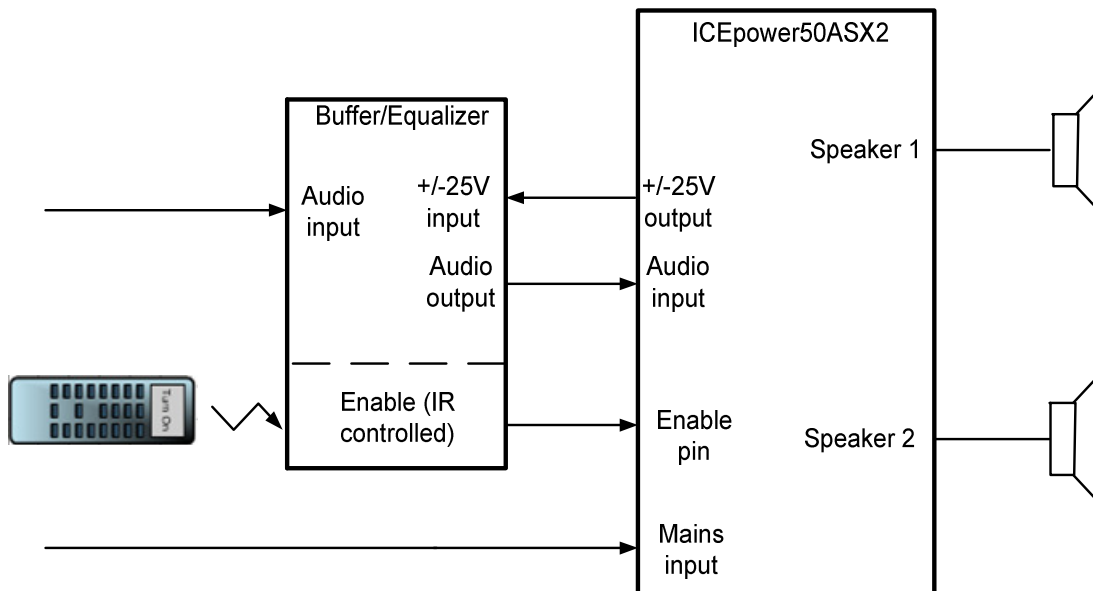 ICEpower50ASX2
Buffer/Equalizer
Audio
input
+/-25V
input
Audio
output
Enable (IR
controlled)
Turn On
+/-25V
output
Audio
input
Enable
pin
Mains
input
Speaker 1
Speaker 2